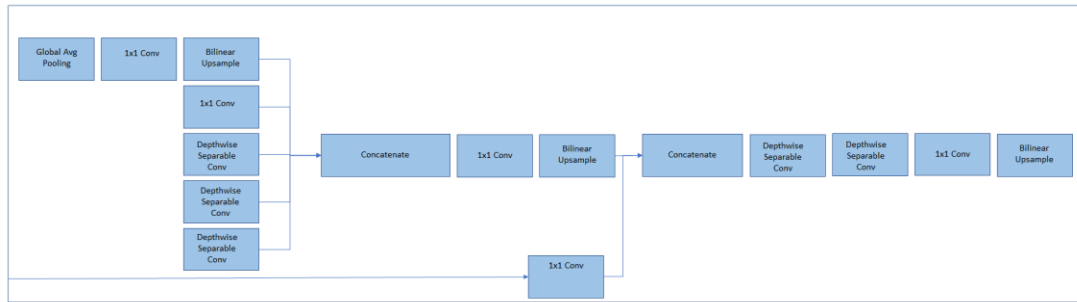 Global Avg
Pooling
1x1 Conv
Bilinear
Upsample
1x1 Conv
Depthwise
Separable
Conv
Depthwise
Separable
Conv
Depthwise
Separable
Conv
Concatenate
1x1 Conv
Bilinear
Upsample
1x1 Conv
Concatenate
Depthwise
Separable
Conv
Depthwise
Separable
Conv
1x1 Conv
Bilinear
Upsample